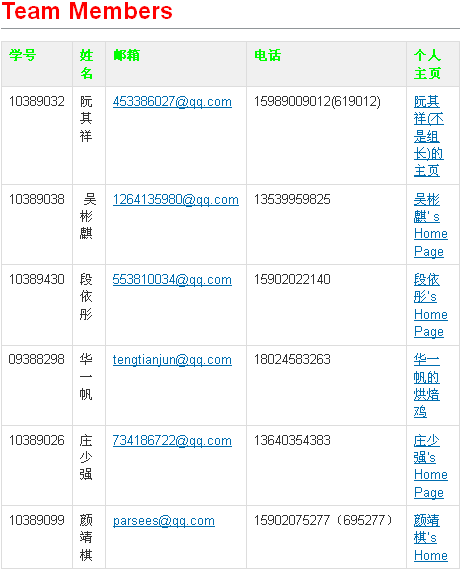 Team Members
学号 姓名 邮箱 电话 个人主页
10389032 阮其祥 453386027@qq.com 15989009012(619012) 阮其祥(不是组长)的主页
10389038 吴彬麒 1264135980@qq.com 13539959825 吴彬麒's Home Page
10389430 段依彤 553810034@qq.com 15902022140 段依彤's Home Page
09388298 华一帆 tengtianjun@qq.com 18024583263 华一帆的烘焙鸡
10389026 庄少强 734186722@qq.com 13640354383 庄少强's Home Page
10389099 颜靖棋 parsees@qq.com 15902075277（695277） 颜靖棋's Home